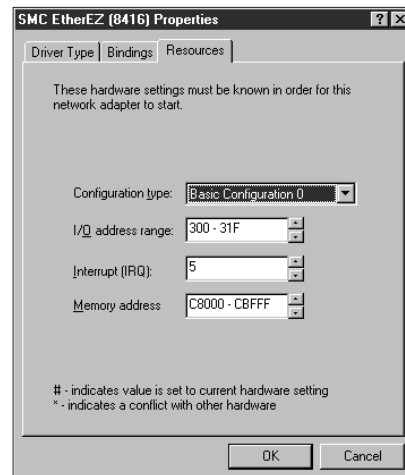 SMC EtherEZ (8416) Properties
Driver Type Bindings Resources
These hardware settings must be known in order for this
network adapter to start.
Configuration type: Basic Configuration 0
I/O address range: 300 - 31F
Interrupt (IRQ): 5
Memory address C8000 - CBFFF
# - indicates value is set to current hardware setting
* - indicates a conflict with other hardware
OK Cancel